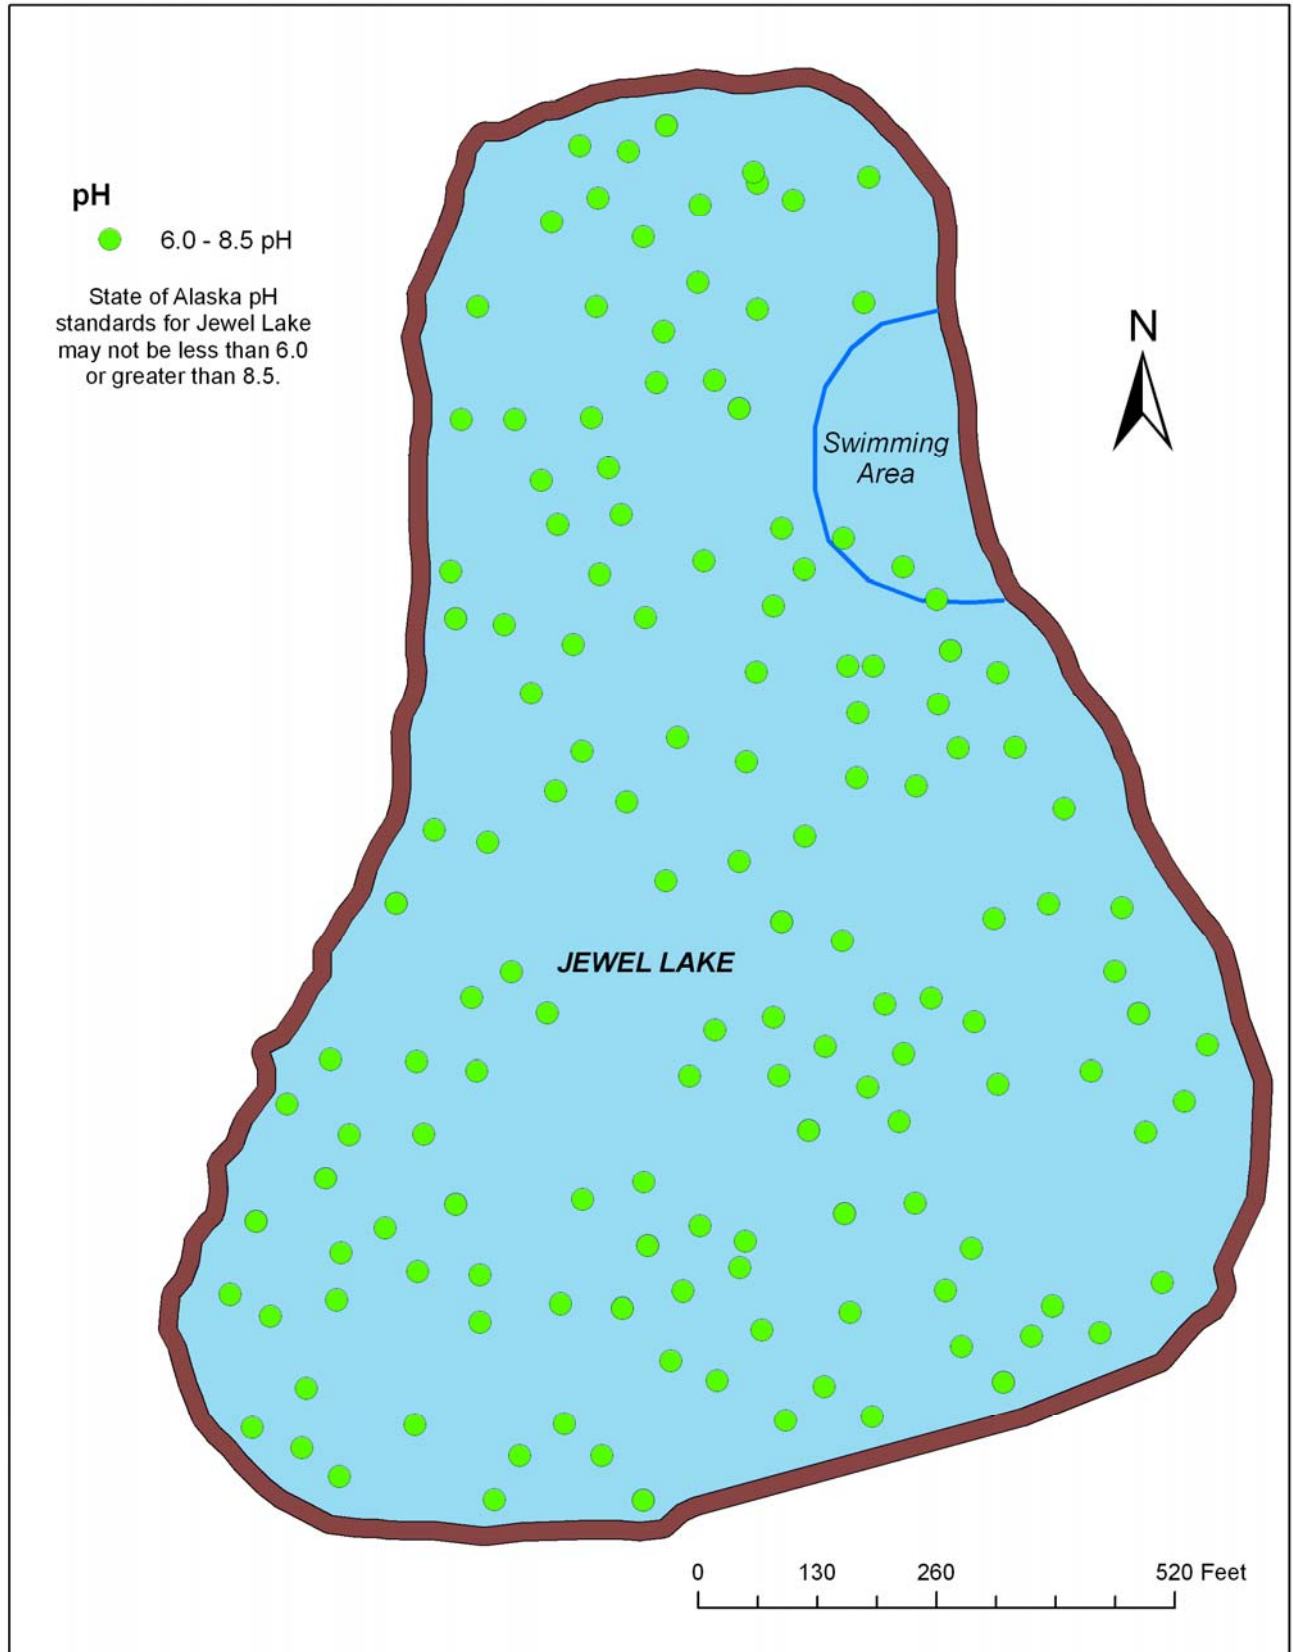 pH
6.0 - 8.5 pH
State of Alaska pH
standards for Jewel Lake
may not be less than 6.0
or greater than 8.5.
N
Swimming
Area
JEWEL LAKE
0 130 260 520 Feet